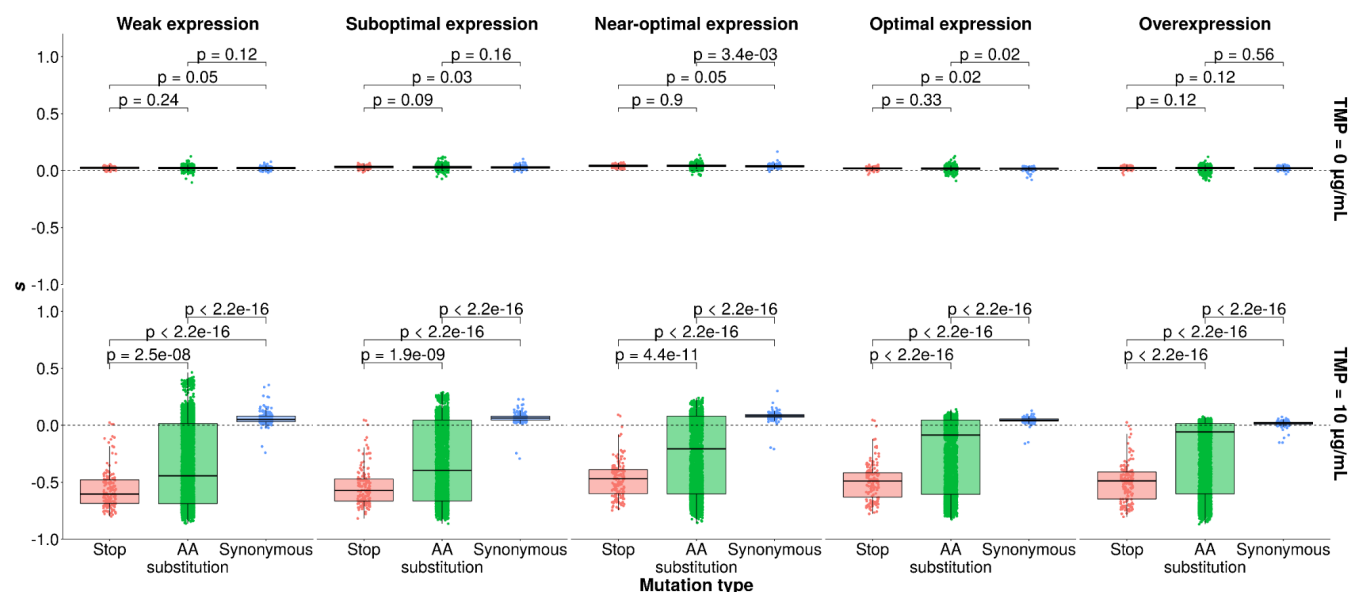 Weak expression Suboptimal expression Near-optimal expression Optimal expression Overexpression
1.0
0.5
0.0
-0.5
-1.0
p = 0.12
p = 0.05
p = 0.24
p = 0.16
p = 0.03
p = 0.09
p = 3.4e-03
p = 0.05
p = 0.9
p = 0.02
p = 0.02
p = 0.33
p = 0.56
p = 0.12
p = 0.12
TMP = 0 µg/mL
s
1.0
0.5
0.0
-0.5
-1.0
p < 2.2e-16
p < 2.2e-16
p = 2.5e-08
p < 2.2e-16
p < 2.2e-16
p = 1.9e-09
p < 2.2e-16
p < 2.2e-16
p = 4.4e-11
p < 2.2e-16
p < 2.2e-16
p < 2.2e-16
p < 2.2e-16
p < 2.2e-16
p < 2.2e-16
TMP = 10 µg/mL
Stop AA Synonymous Stop AA Synonymous Stop AA Synonymous Stop AA Synonymous Stop AA Synonymous
substitution substitution substitution substitution substitution
Mutation type